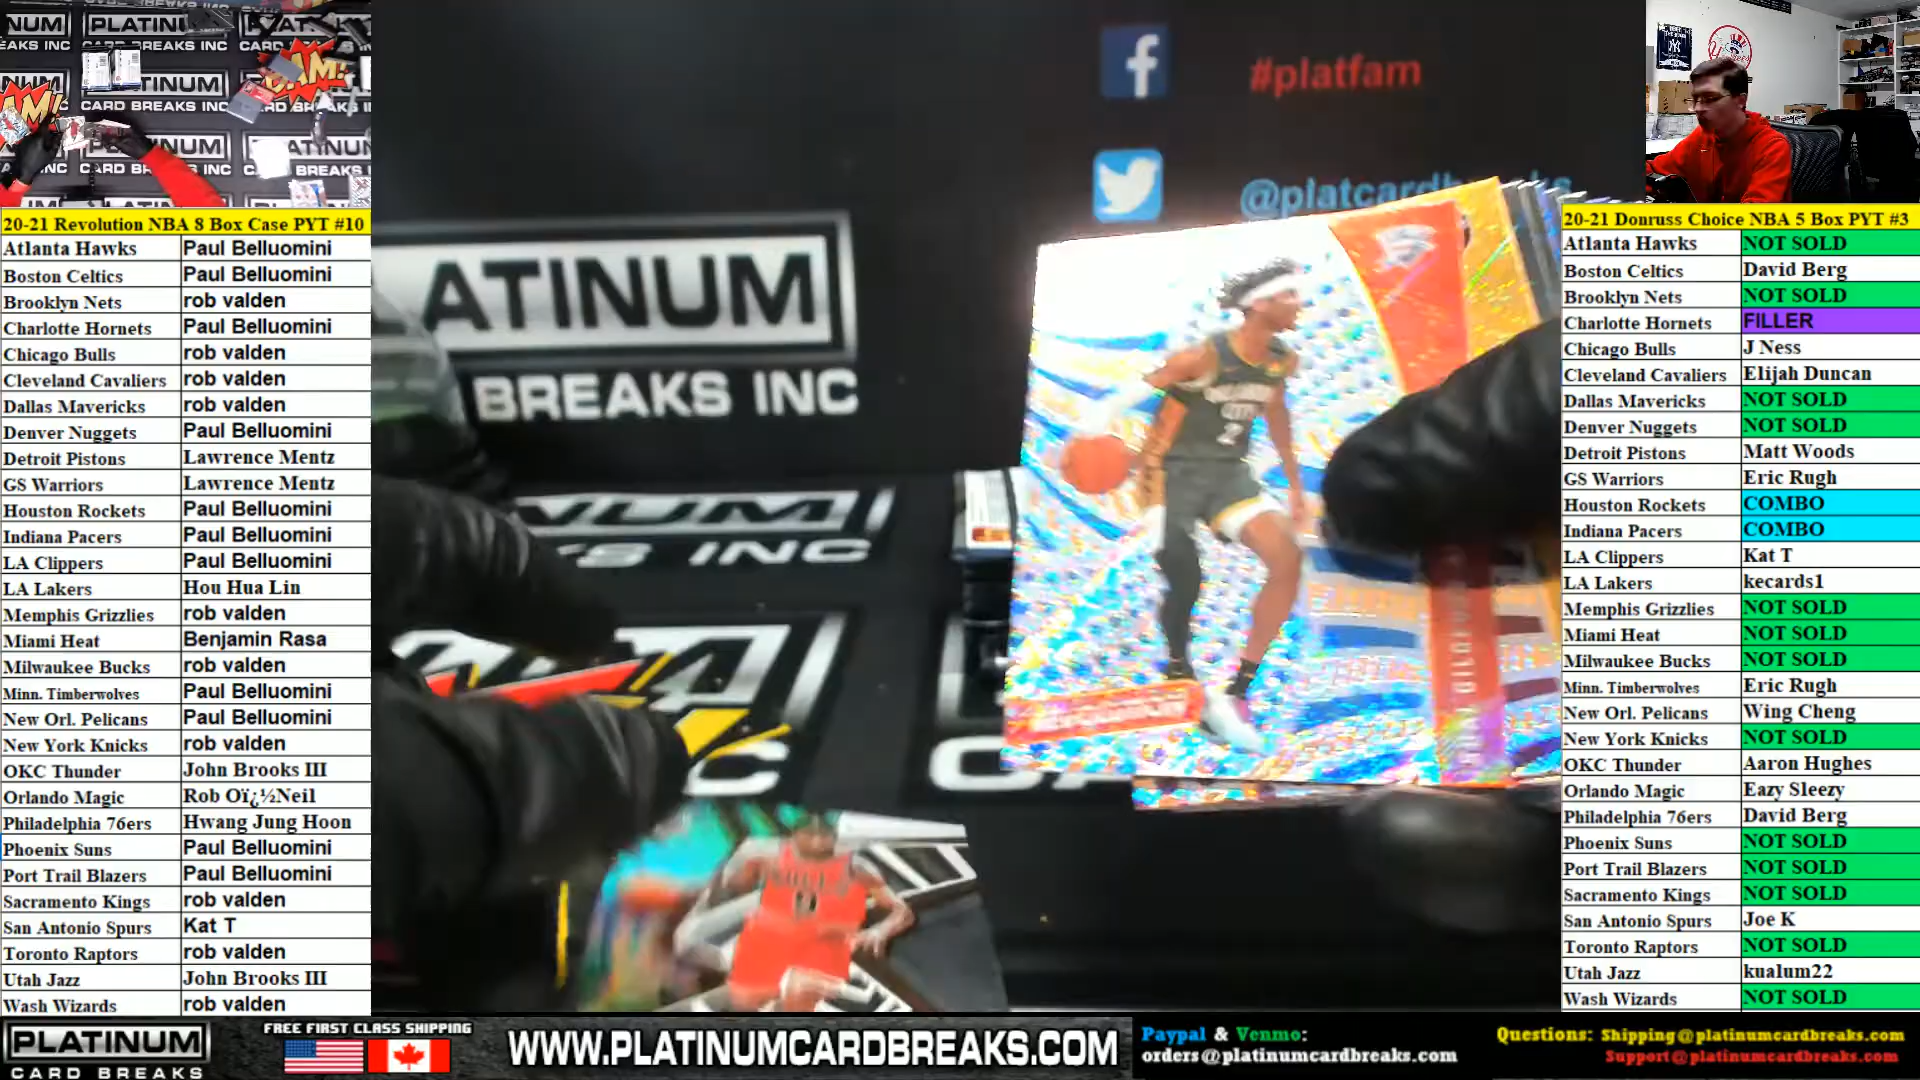 20-21 Revolution NBA 8 Box Case PYT #10
Atlanta Hawks Paul Belluomini
Boston Celtics Paul Belluomini
Brooklyn Nets rob valden
Charlotte Hornets Paul Belluomini
Chicago Bulls rob valden
Cleveland Cavaliers rob valden
Dallas Mavericks rob valden
Denver Nuggets Paul Belluomini
Detroit Pistons Lawrence Mentz
GS Warriors Lawrence Mentz
Houston Rockets Paul Belluomini
Indiana Pacers Paul Belluomini
LA Clippers Paul Belluomini
LA Lakers Hou Hua Lin
Memphis Grizzlies rob valden
Miami Heat Benjamin Rasa
Milwaukee Bucks rob valden
Minn. Timberwolves Paul Belluomini
New Orl. Pelicans Paul Belluomini
New York Knicks rob valden
OKC Thunder John Brooks III
Orlando Magic Rob Oï¿½Neil
Philadelphia 76ers Hwang Jung Hoon
Phoenix Suns Paul Belluomini
Port Trail Blazers Paul Belluomini
Sacramento Kings rob valden
San Antonio Spurs Kat T
Toronto Raptors rob valden
Utah Jazz John Brooks III
Wash Wizards rob valden
#platfam
@platcardbreaks
ATINUM
BREAKS INC
NUM
'S INC
2
20-21 Donruss Choice NBA 5 Box PYT #3
Atlanta Hawks NOT SOLD
Boston Celtics David Berg
Brooklyn Nets NOT SOLD
Charlotte Hornets FILLER
Chicago Bulls J Ness
Cleveland Cavaliers Elijah Duncan
Dallas Mavericks NOT SOLD
Denver Nuggets NOT SOLD
Detroit Pistons Matt Woods
GS Warriors Eric Rugh
Houston Rockets COMBO
Indiana Pacers COMBO
LA Clippers Kat T
LA Lakers kecards1
Memphis Grizzlies NOT SOLD
Miami Heat NOT SOLD
Milwaukee Bucks NOT SOLD
Minn. Timberwolves Eric Rugh
New Orl. Pelicans Wing Cheng
New York Knicks NOT SOLD
OKC Thunder Aaron Hughes
Orlando Magic Eazy Sleezy
Philadelphia 76ers David Berg
Phoenix Suns NOT SOLD
Port Trail Blazers NOT SOLD
Sacramento Kings NOT SOLD
San Antonio Spurs Joe K
Toronto Raptors NOT SOLD
Utah Jazz kualum22
Wash Wizards NOT SOLD
PLATINUM
CARD BREAKS
FREE FIRST CLASS SHIPPING
WWW.PLATINUMCARDBREAKS.COM
Paypal & Venmo:
orders@platinumcardbreaks.com
Questions: Shipping@platinumcardbreaks.com
Support@platinumcardbreaks.com